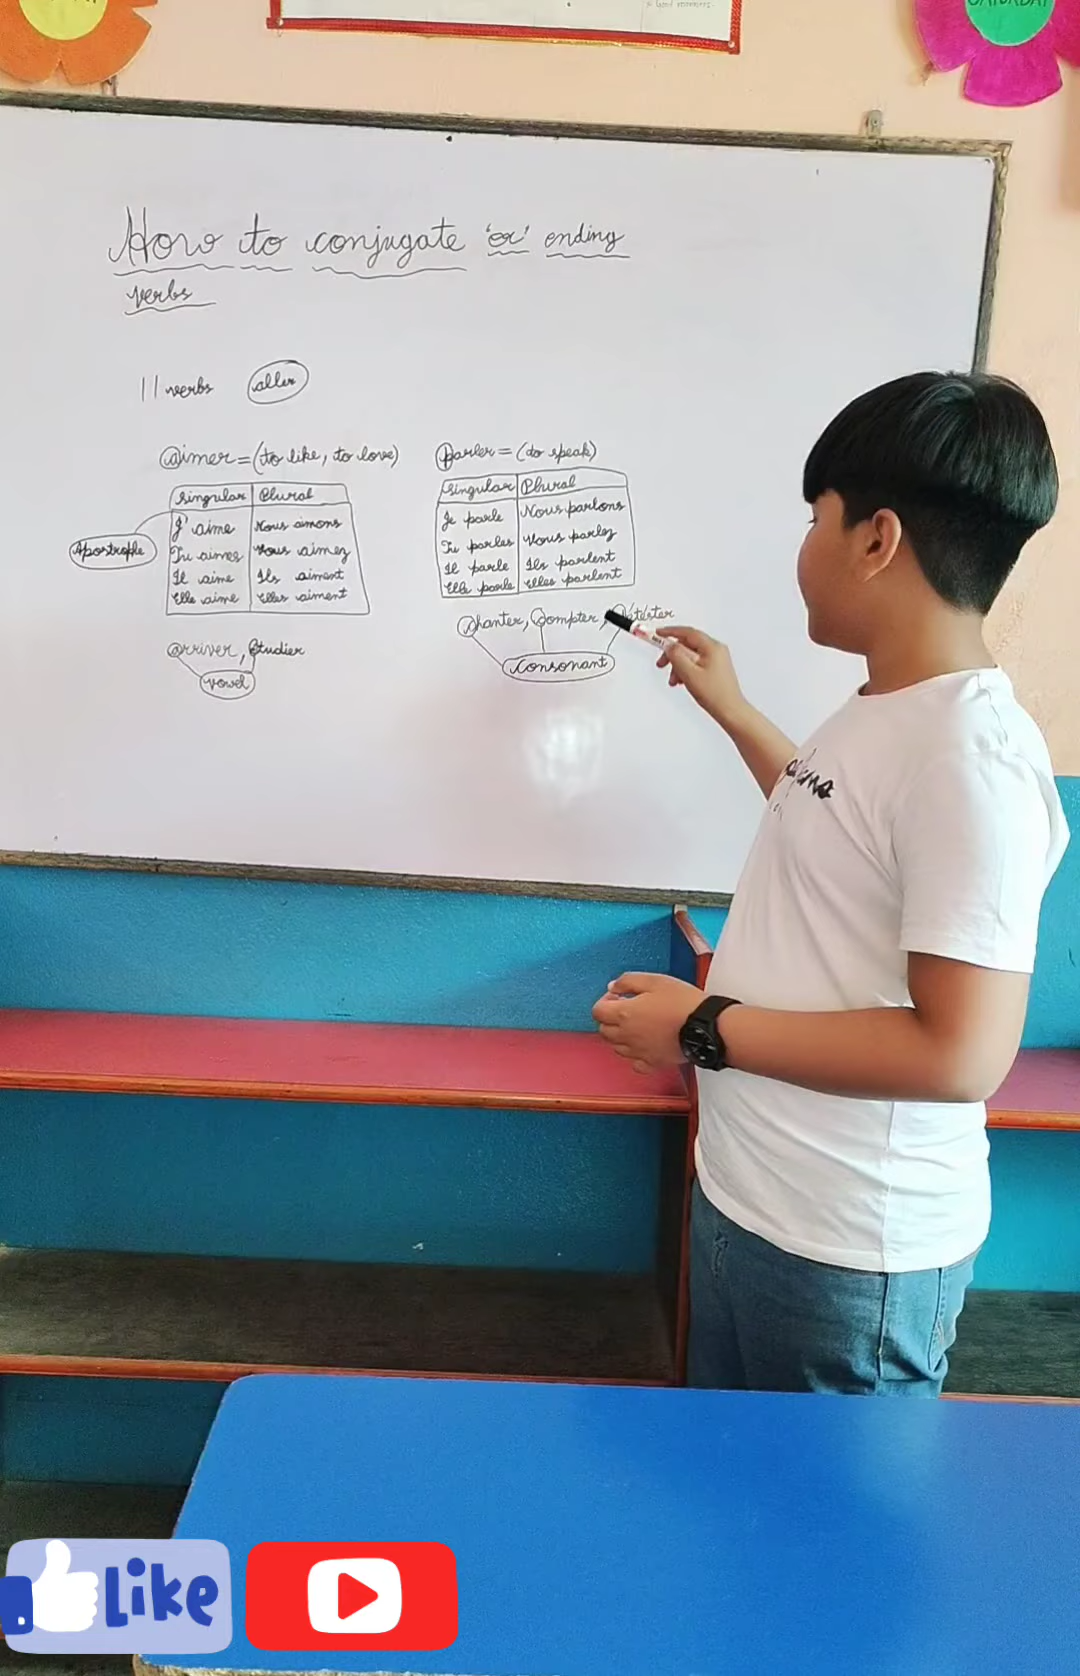 SATURDAY
How to conjugate 'er' ending
verbs
11 verbs aller
aimer = (to like, to love)
Singular Plural
J' aime Nous aimons
Tu aimes Vous aimez
Il aime Ils aiment
Elle aime Elles aiment
Apostrophe
arriver, étudier
vowel
parler = (to speak)
Singular Plural
Je parle Nous parlons
Tu parles Vous parlez
Il parle Ils parlent
Elle parle Elles parlent
Chanter, Compter, Détester
Consonant
Like